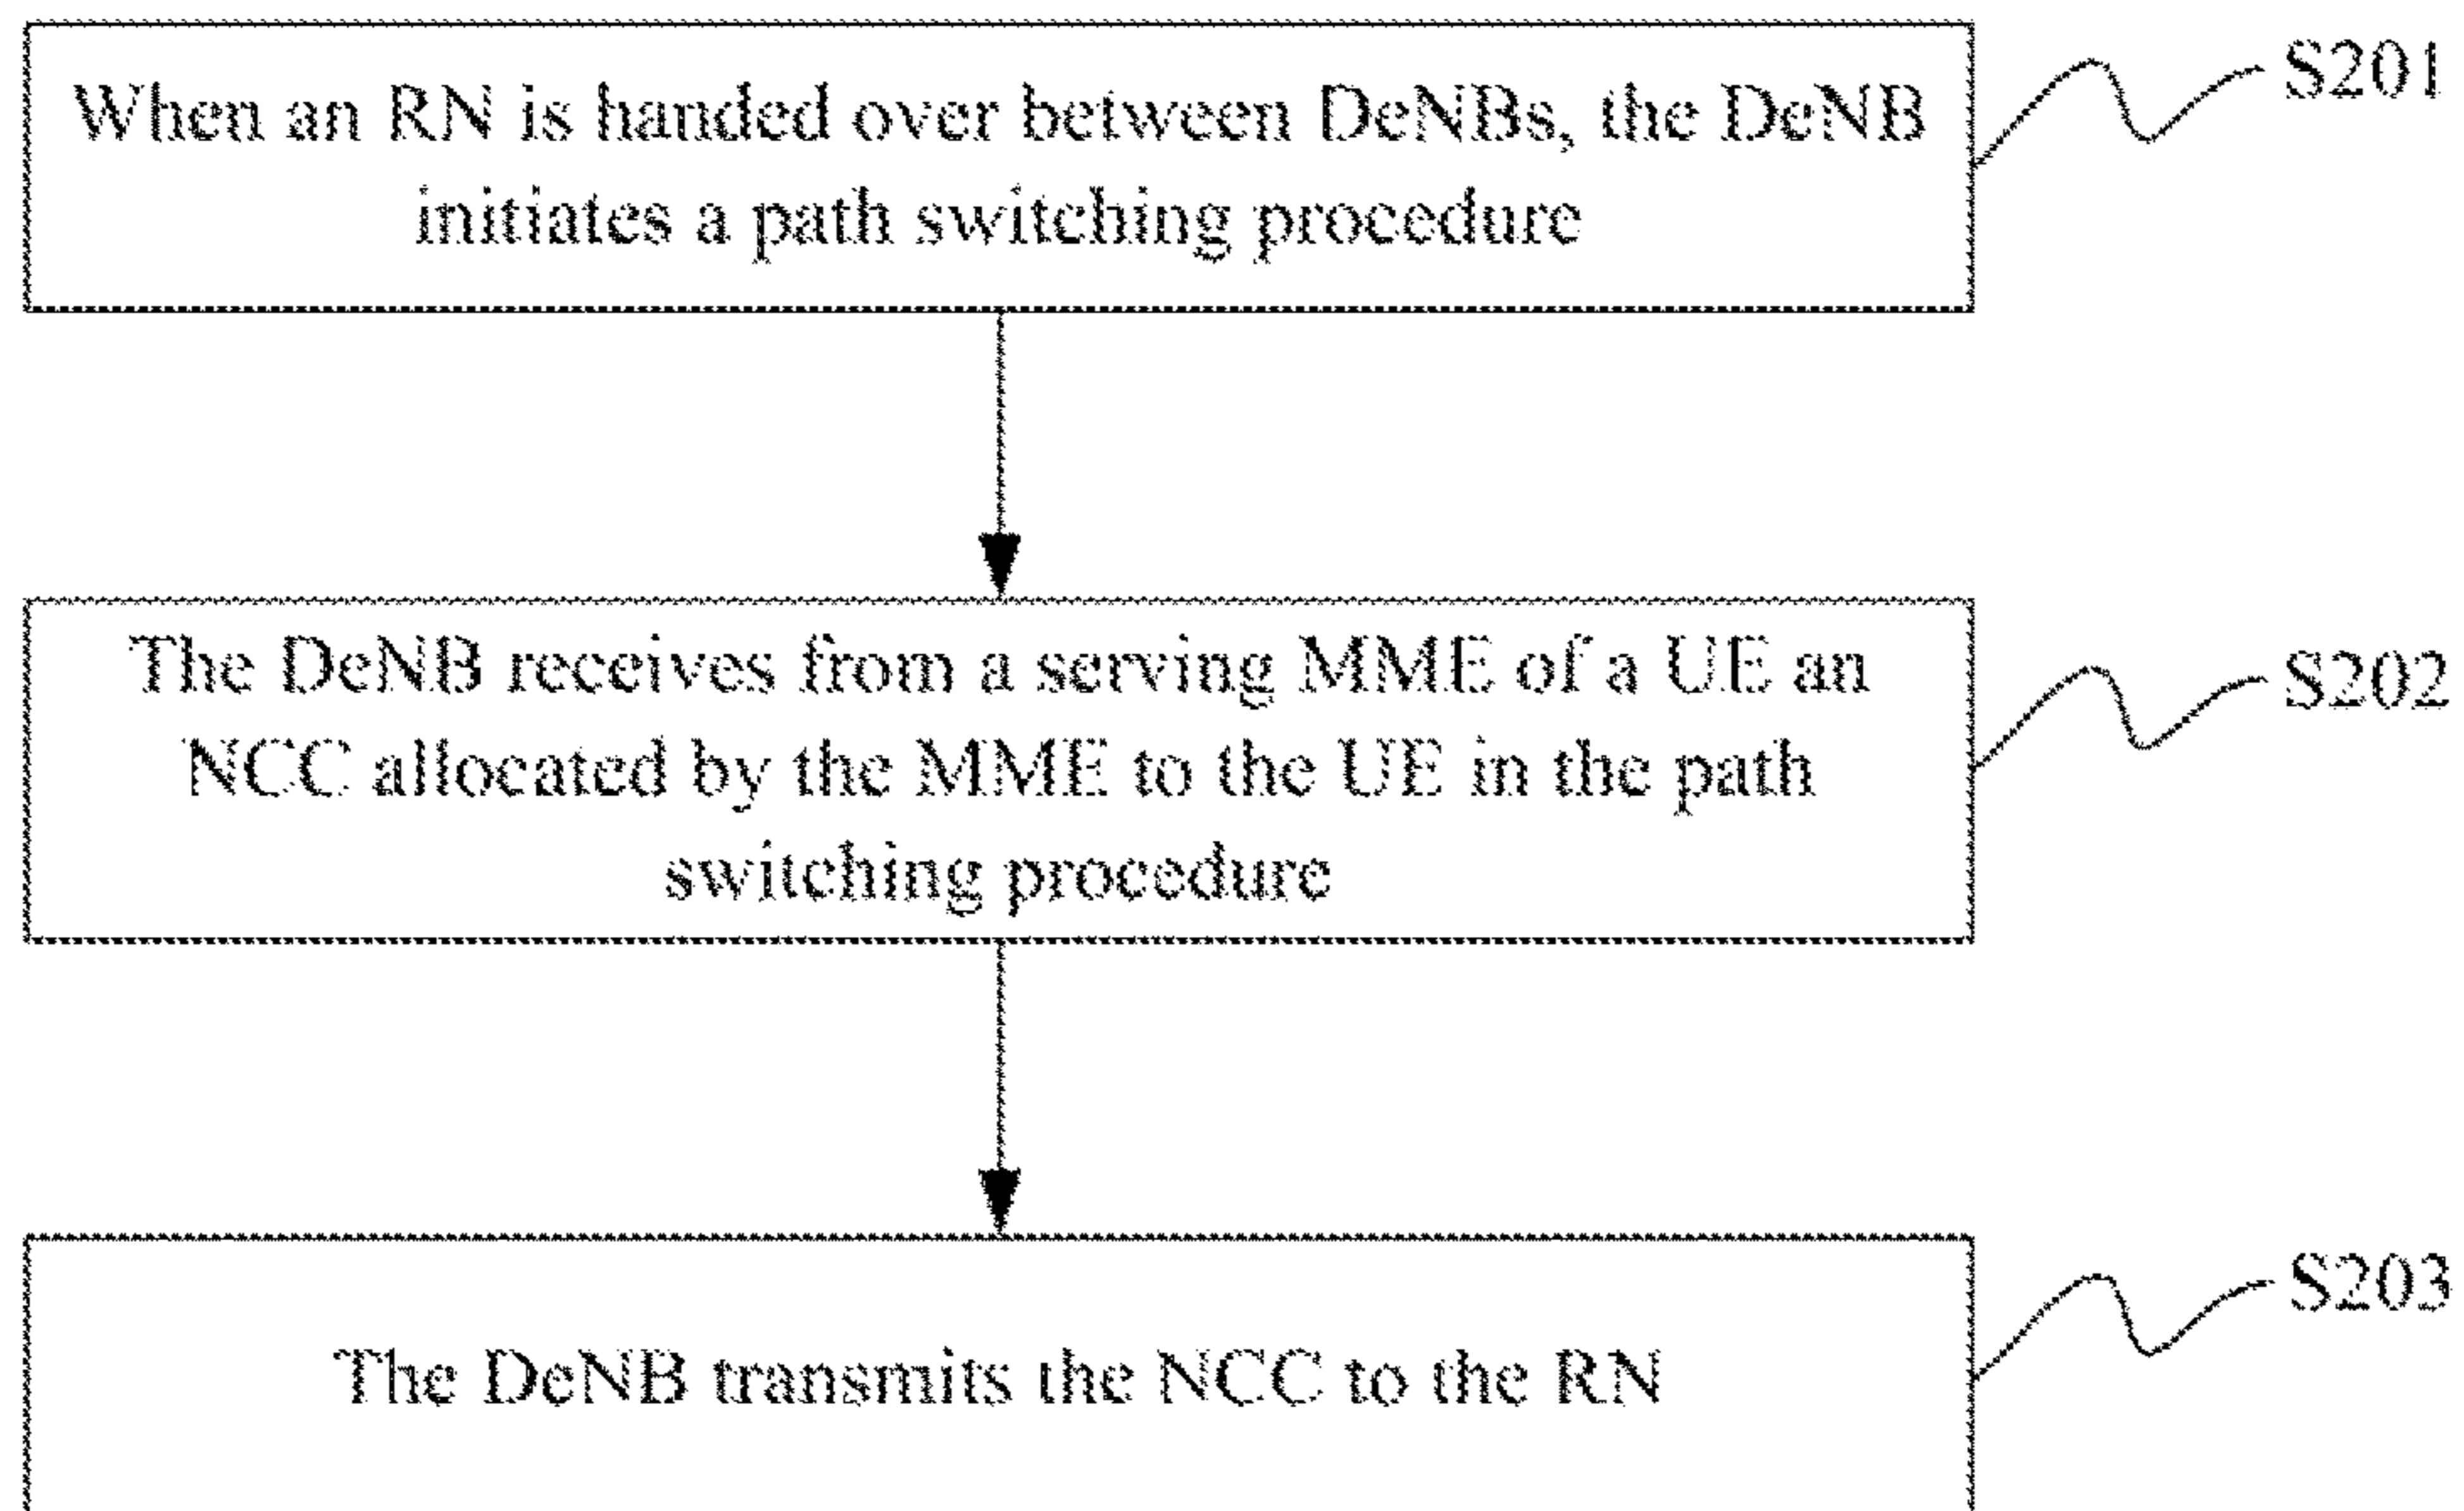 When an RN is handed over between DeNBs, the DeNB
initiates a path switching procedure
S201
The DeNB receives from a serving MME of a UE an
NCC allocated by the MME to the UE in the path
switching procedure
S202
The DeNB transmits the NCC to the RN
S203